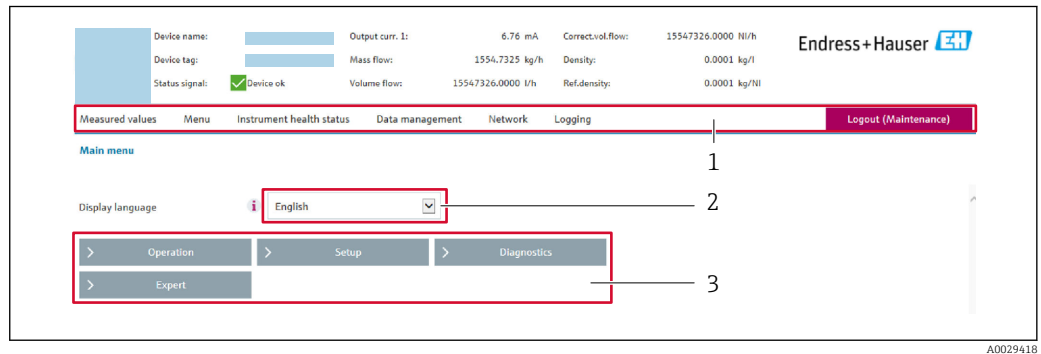 Device name: Output curr. 1: 6.76 mA Correct.vol.flow: 15547326.0000 Nl/h
Endress+Hauser EH
Device tag: Mass flow: 1554.7325 kg/h Density: 0.0001 kg/l
Status signal: Device ok Volume flow: 15547326.0000 l/h Ref.density: 0.0001 kg/Nl
Measured values Menu Instrument health status Data management Network Logging Logout (Maintenance)
1
Main menu
Display language i English
2
> Operation > Setup > Diagnostics
> Expert
3
A0029418